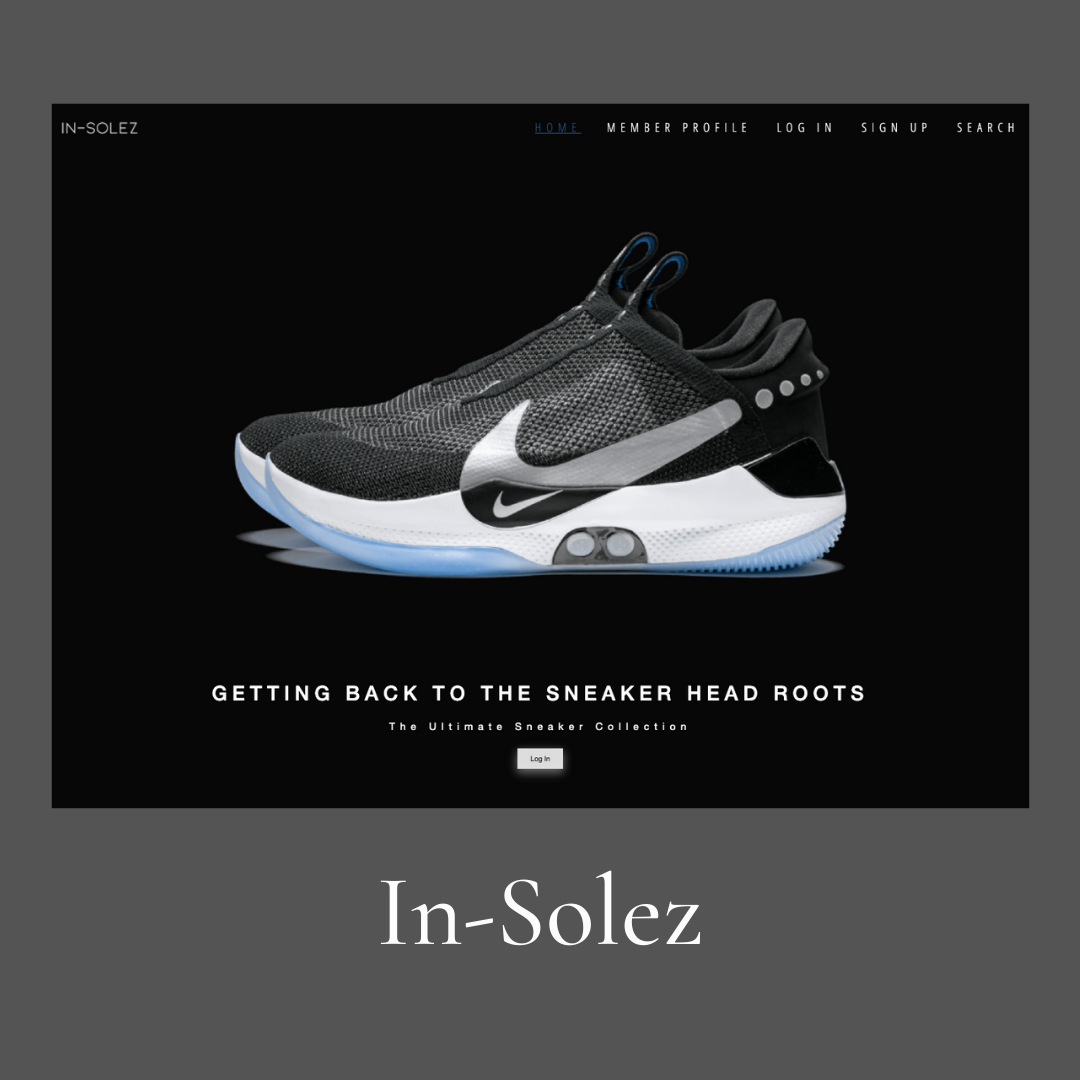 IN-SOLEZ
HOME MEMBER PROFILE LOG IN SIGN UP SEARCH
GETTING BACK TO THE SNEAKER HEAD ROOTS
The Ultimate Sneaker Collection
Log In
In-Solez